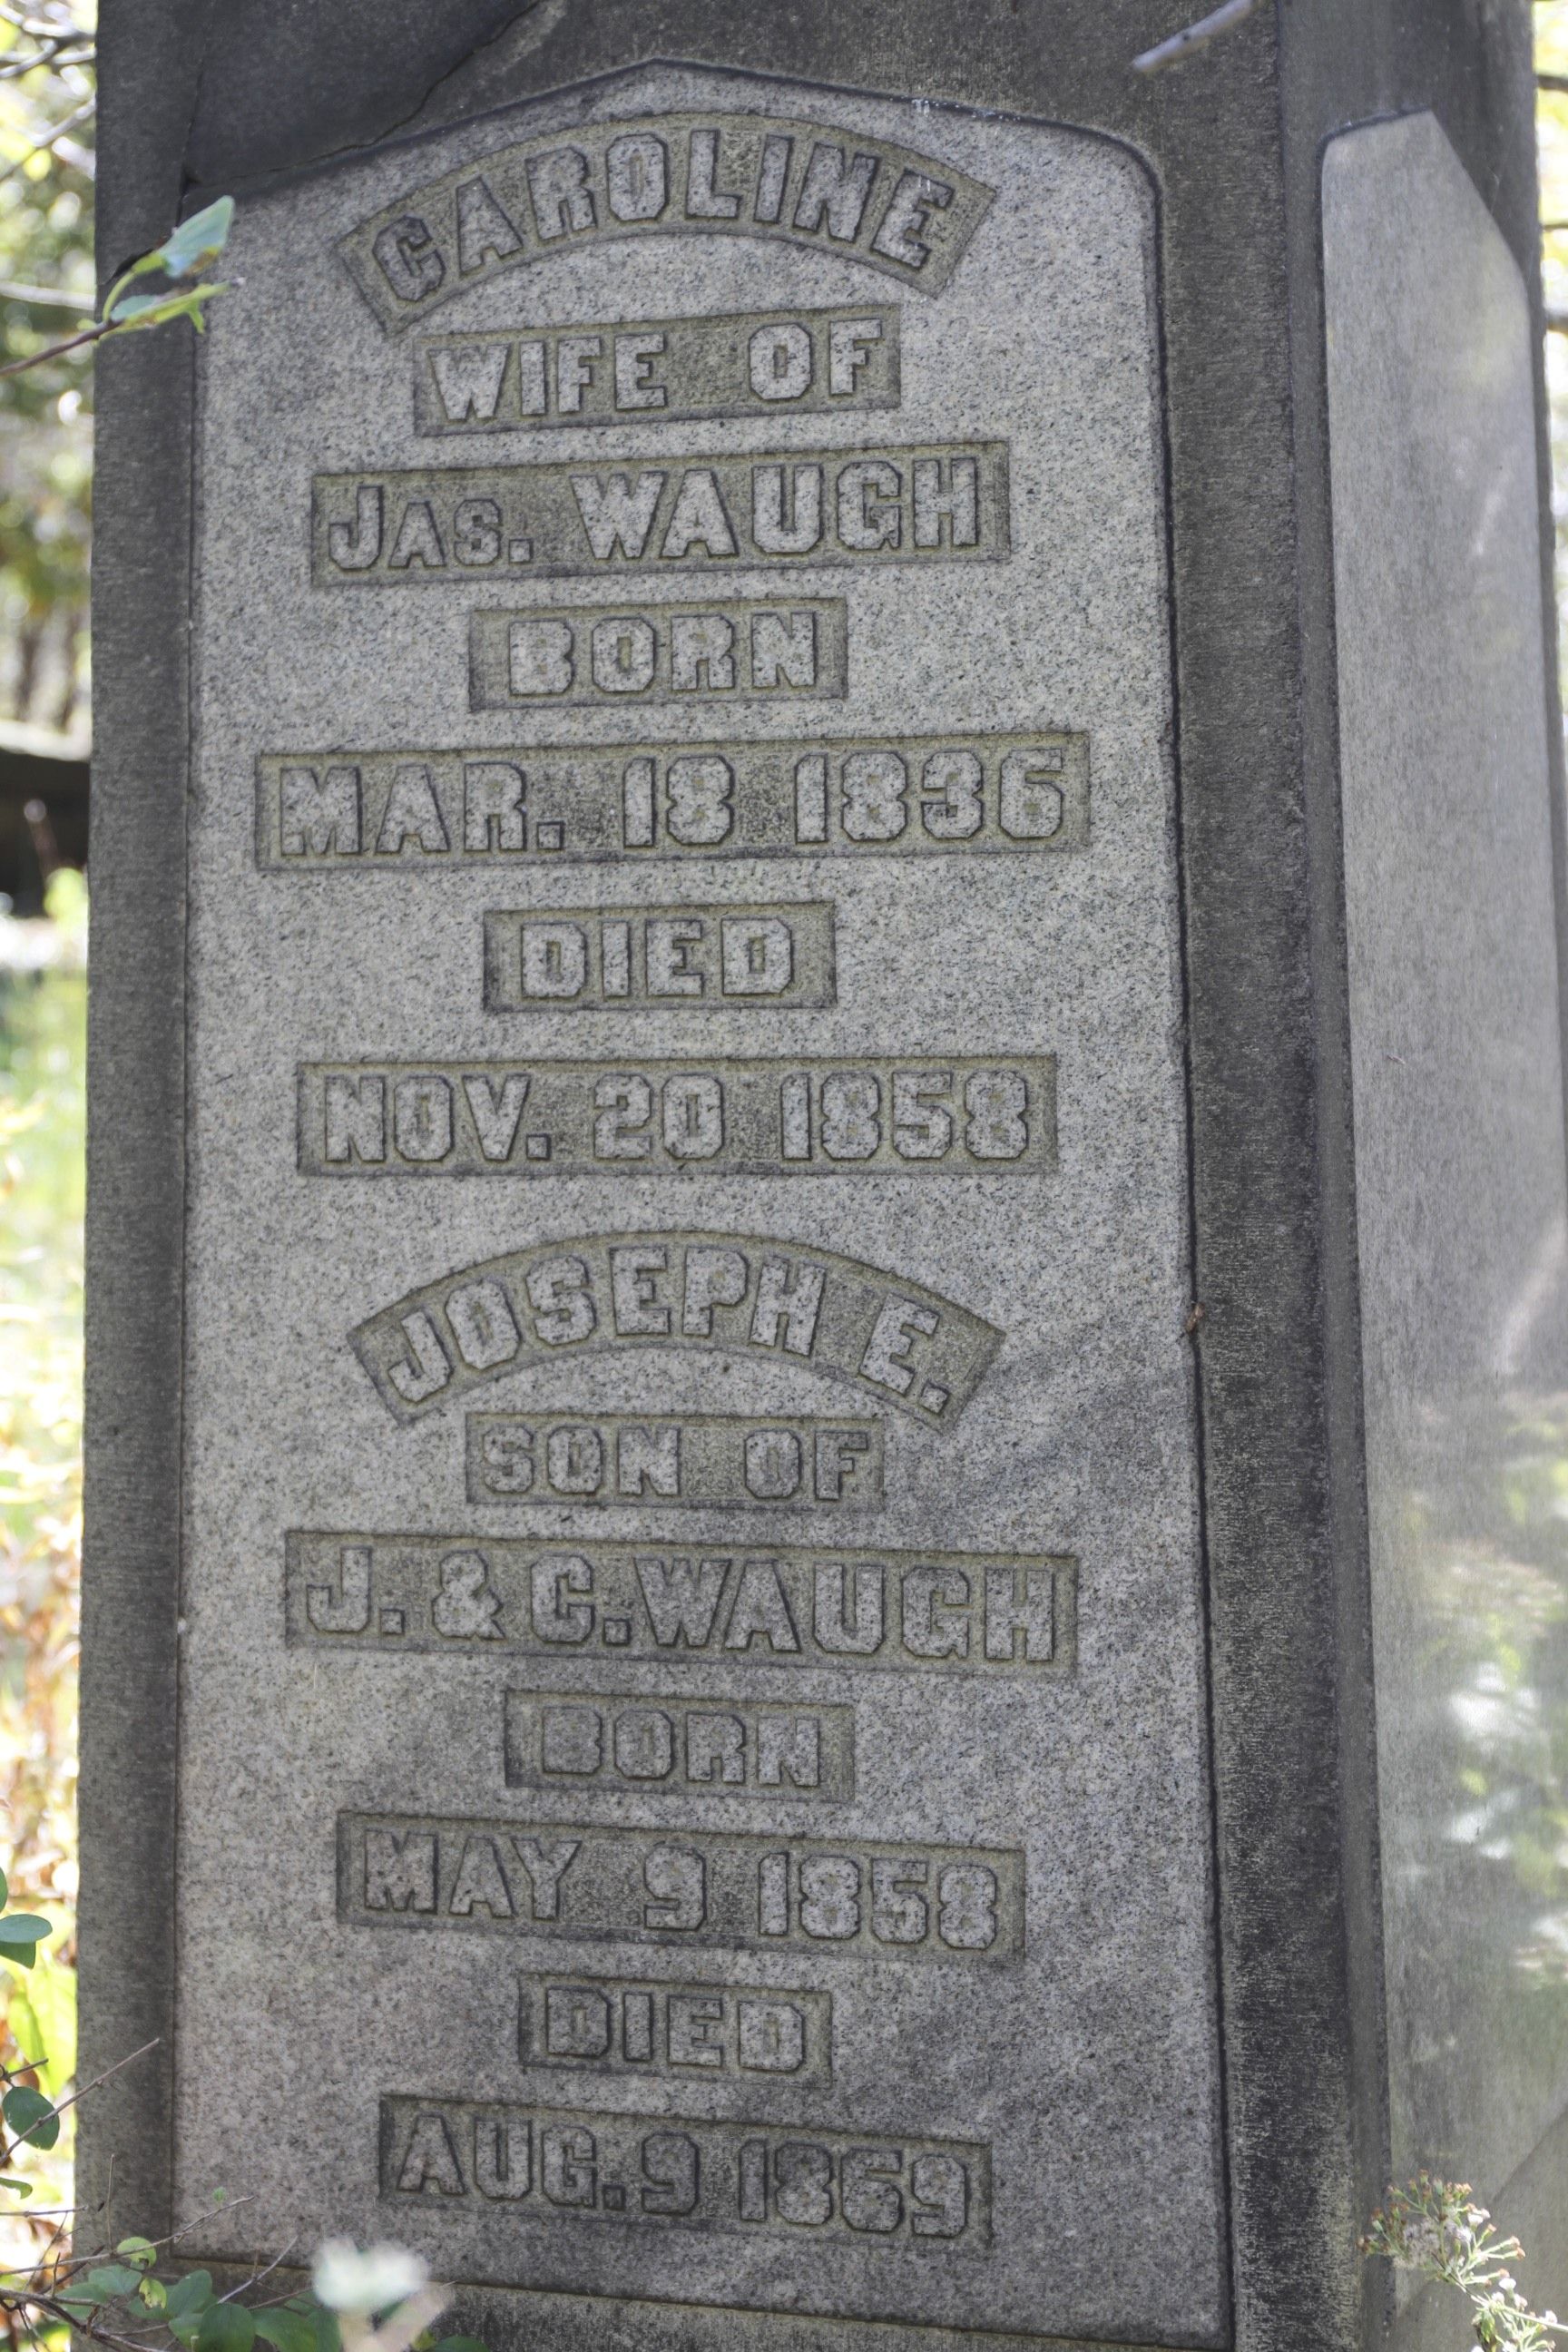 CAROLINE
WIFE OF
JAS. WAUGH
BORN
MAR. 18 1836
DIED
NOV. 20 1858
JOSEPH E.
SON OF
J. & C. WAUGH
BORN
MAY 9 1858
DIED
AUG. 9 1869